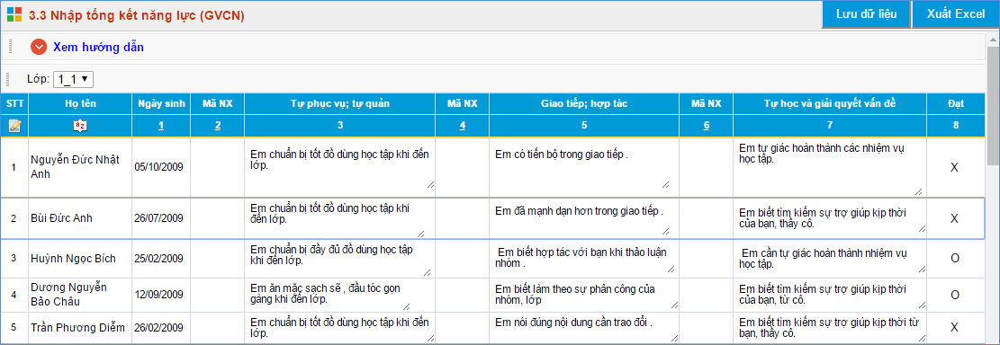 3.3 Nhập tổng kết năng lực (GVCN)
Lưu dữ liệu
Xuất Excel
Xem hướng dẫn
Lớp: 1_1
STT Họ tên Ngày sinh Mã NX Tự phục vụ; tự quản Mã NX Giao tiếp; hợp tác Mã NX Tự học và giải quyết vấn đề Đạt
1 2 3 4 5 6 7 8
1
Nguyễn Đức Nhật
Anh
05/10/2009
Em chuẩn bị tốt đồ dùng học tập khi đến
lớp.
Em có tiến bộ trong giao tiếp .
Em tự giác hoàn thành các nhiệm vụ
học tập.
X
2
Bùi Đức Anh
26/07/2009
Em chuẩn bị tốt đồ dùng học tập khi
đến lớp.
Em đã mạnh dạn hơn trong giao tiếp .
Em biết tìm kiếm sự trợ giúp kịp thời
của bạn, thầy cô.
X
3
Huỳnh Ngọc Bích
25/02/2009
Em chuẩn bị đầy đủ đồ dùng học tập
khi đến lớp.
Em biết hợp tác với bạn khi thảo luận
nhóm .
Em cần tự giác hoàn thành nhiệm vụ
học tập.
O
4
Dương Nguyễn
Bảo Châu
12/09/2009
Em ăn mặc sạch sẽ , đầu tóc gọn
gàng khi đến lớp.
Em biết làm theo sự phân công của
nhóm, lớp
Em biết tìm kiếm sự trợ giúp kịp thời
của bạn, từ cô.
O
5
Trần Phương Diễm
26/02/2009
Em chuẩn bị tốt đồ dùng học tập khi đến
lớp.
Em nói đúng nội dung cần trao đổi .
Em biết tìm kiếm sự trợ giúp kịp thời từ
bạn, thầy cô.
X